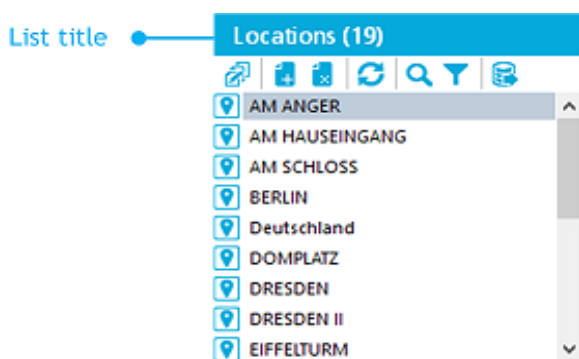 List title
Locations (19)
AM ANGER
AM HAUSEINGANG
AM SCHLOSS
BERLIN
Deutschland
DOMPLATZ
DRESDEN
DRESDEN II
EIFFELTURM